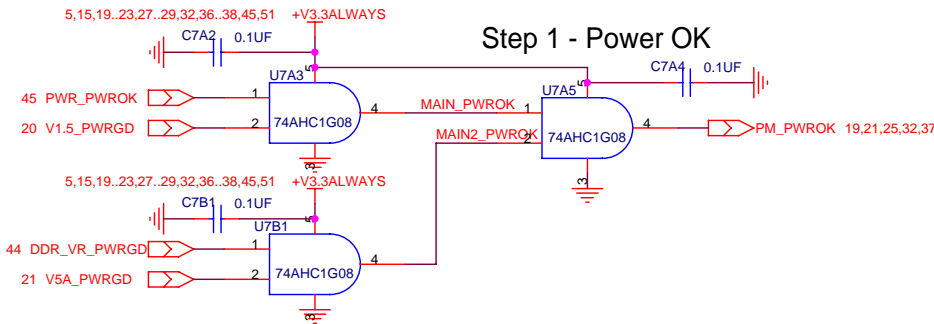 5,15,19..23,27..29,32,36..38,45,51 +V3.3ALWAYS
Step 1 - Power OK
C7A2 0.1UF
5
U7A3
45 PWR_PWROK
1
20 V1.5_PWRGD
2
74AHC1G08
4
3
MAIN_PWROK
MAIN2_PWROK
C7A4 0.1UF
5
U7A5
1
2
74AHC1G08
4
3
PM_PWROK 19,21,25,32,37
5,15,19..23,27..29,32,36..38,45,51 +V3.3ALWAYS
C7B1 0.1UF
5
U7B1
44 DDR_VR_PWRGD
1
21 V5A_PWRGD
2
74AHC1G08
4
3